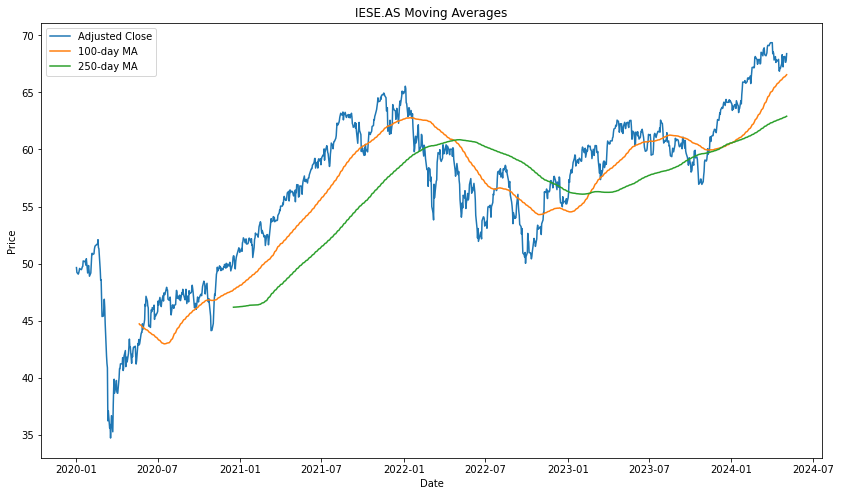 IESE.AS Moving Averages
Adjusted Close
100-day MA
250-day MA
70
65
60
55
50
45
40
35
Price
2020-01 2020-07 2021-01 2021-07 2022-01 2022-07 2023-01 2023-07 2024-01 2024-07
Date